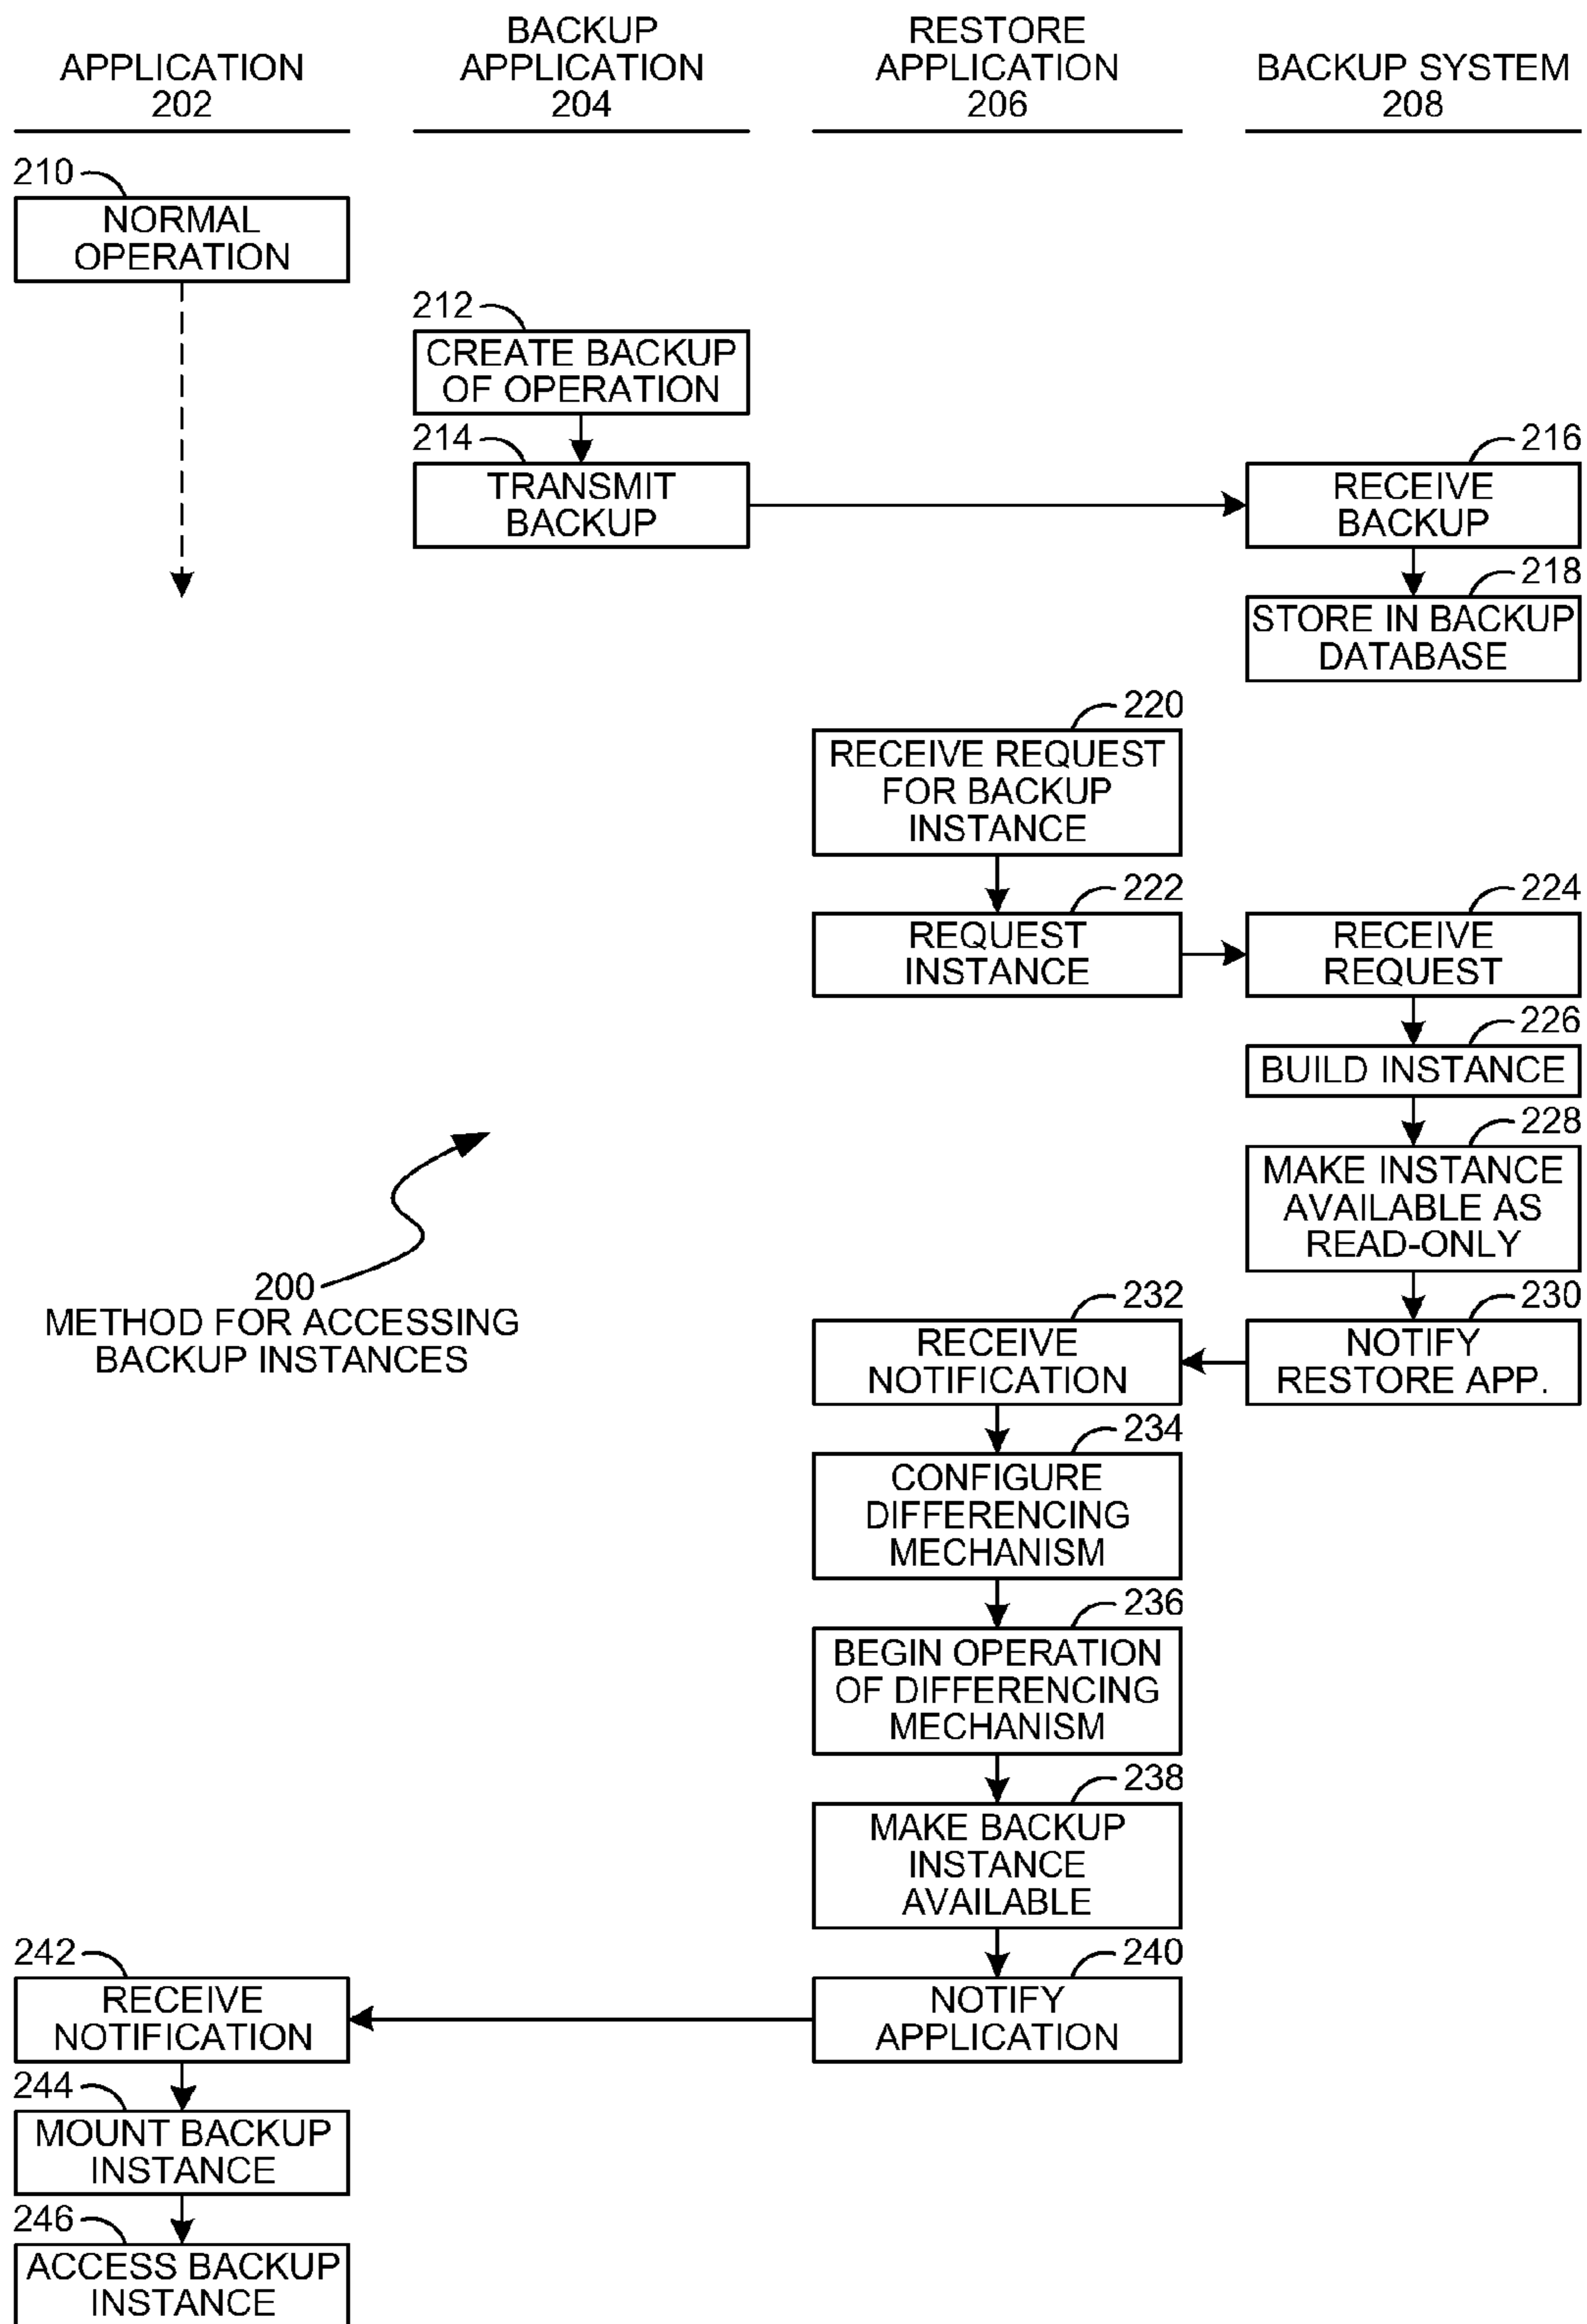 APPLICATION
202
BACKUP
APPLICATION
204
RESTORE
APPLICATION
206
BACKUP SYSTEM
208
210
NORMAL
OPERATION
212
CREATE BACKUP
OF OPERATION
214
TRANSMIT
BACKUP
216
RECEIVE
BACKUP
218
STORE IN BACKUP
DATABASE
220
RECEIVE REQUEST
FOR BACKUP
INSTANCE
222
REQUEST
INSTANCE
224
RECEIVE
REQUEST
226
BUILD INSTANCE
228
MAKE INSTANCE
AVAILABLE AS
READ-ONLY
200
METHOD FOR ACCESSING
BACKUP INSTANCES
230
NOTIFY
RESTORE APP.
232
RECEIVE
NOTIFICATION
234
CONFIGURE
DIFFERENCING
MECHANISM
236
BEGIN OPERATION
OF DIFFERENCING
MECHANISM
238
MAKE BACKUP
INSTANCE
AVAILABLE
240
NOTIFY
APPLICATION
242
RECEIVE
NOTIFICATION
244
MOUNT BACKUP
INSTANCE
246
ACCESS BACKUP
INSTANCE